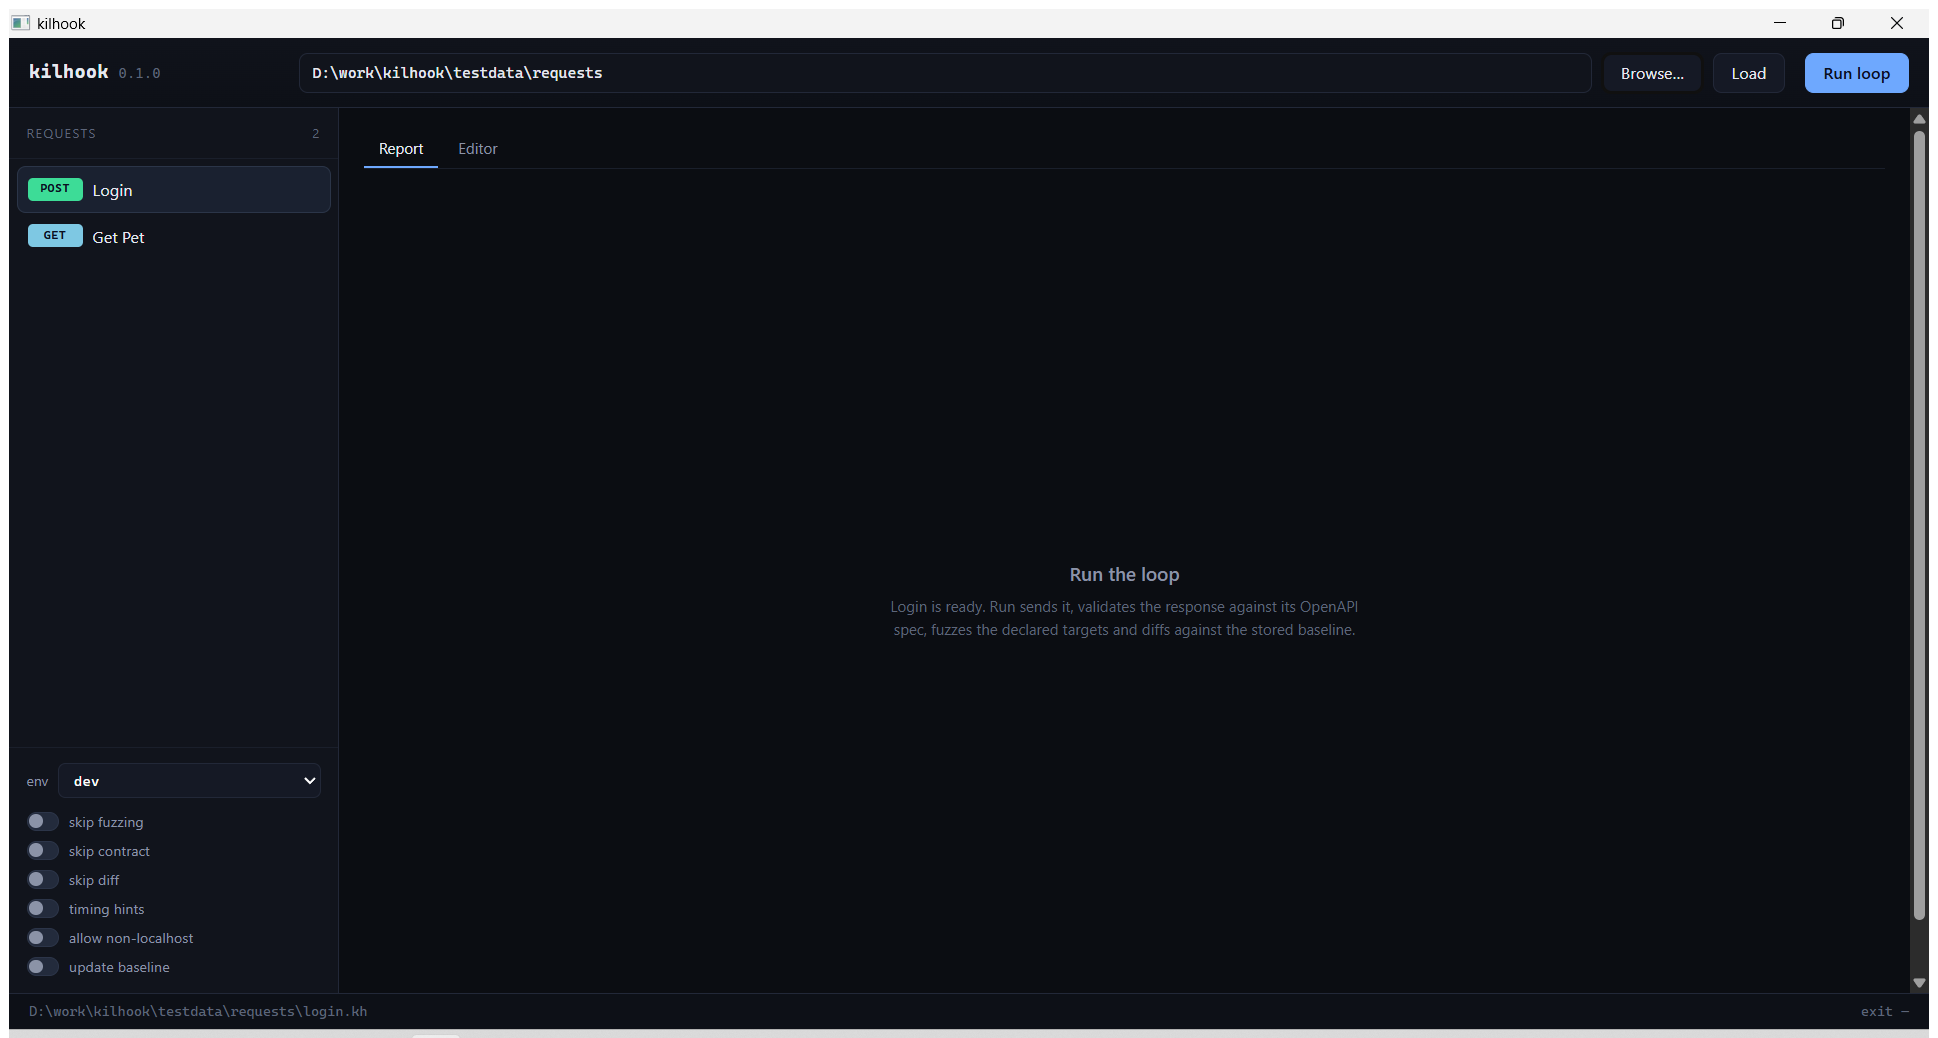 kilhook
kilhook 0.1.0
D:\work\kilhook\testdata\requests
Browse...
Load
Run loop
REQUESTS 2
POST Login
GET Get Pet
Report
Editor
Run the loop
Login is ready. Run sends it, validates the response against its OpenAPI
spec, fuzzes the declared targets and diffs against the stored baseline.
env dev
skip fuzzing
skip contract
skip diff
timing hints
allow non-localhost
update baseline
D:\work\kilhook\testdata\requests\login.kh
exit —